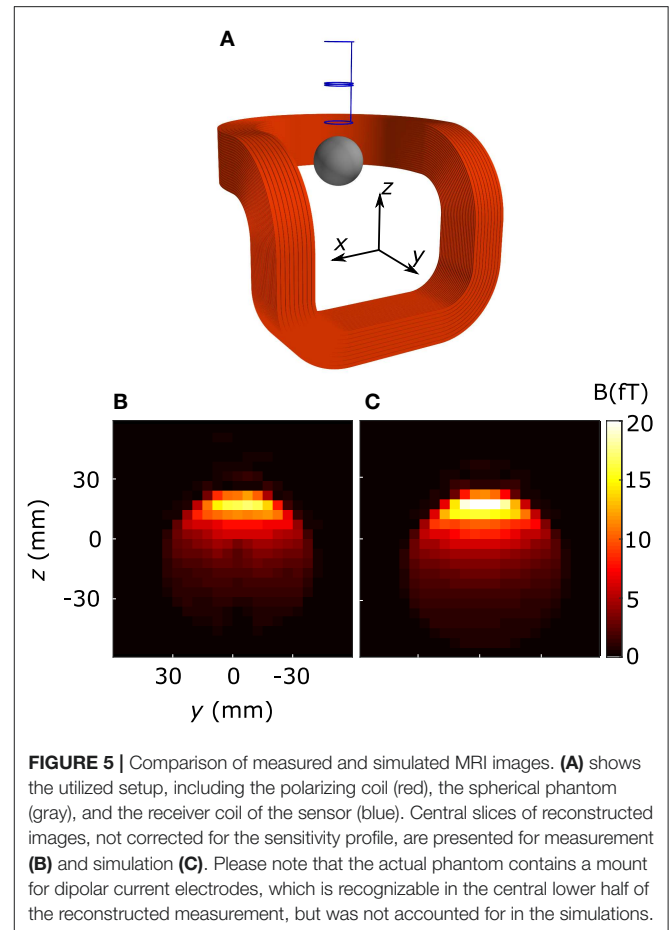 A
z
x
y
B
C
B(fT)
20
15
10
5
0
30
0
-30
z (mm)
30 0 -30
y (mm)
FIGURE 5 | Comparison of measured and simulated MRI images. (A) shows
the utilized setup, including the polarizing coil (red), the spherical phantom
(gray), and the receiver coil of the sensor (blue). Central slices of reconstructed
images, not corrected for the sensitivity profile, are presented for measurement
(B) and simulation (C). Please note that the actual phantom contains a mount
for dipolar current electrodes, which is recognizable in the central lower half of
the reconstructed measurement, but was not accounted for in the simulations.